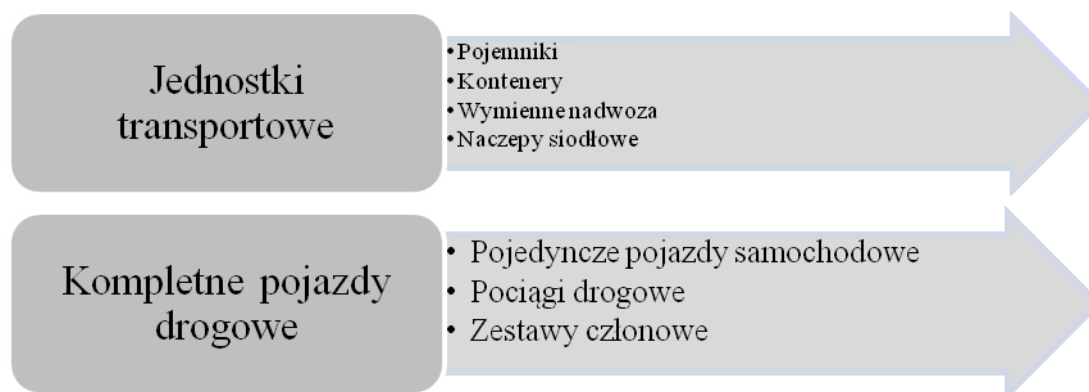 Jednostki
transportowe
•Pojemniki
•Kontenery
•Wymienne nadwoza
•Naczepy siodłowe
Kompletne pojazdy
drogowe
• Pojedyncze pojazdy samochodowe
• Pociągi drogowe
• Zestawy członowe